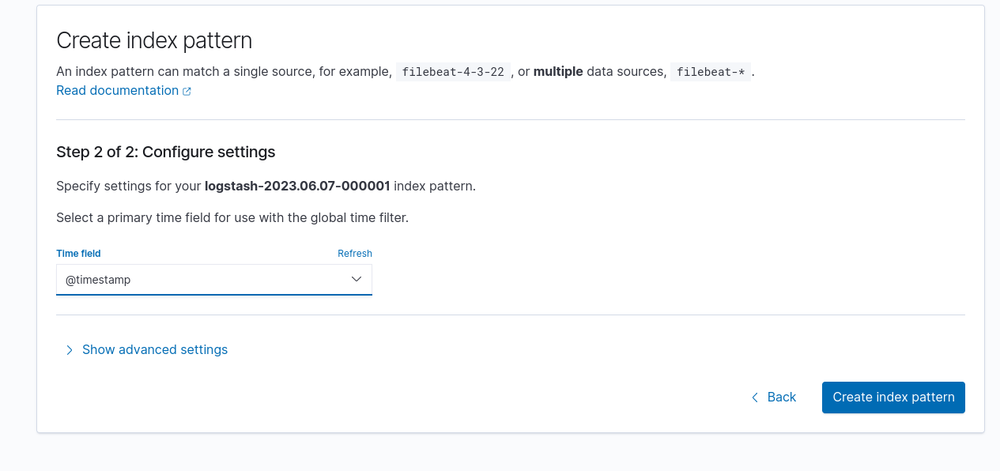 Create index pattern
An index pattern can match a single source, for example, filebeat-4-3-22 , or multiple data sources, filebeat-* .
Read documentation
Step 2 of 2: Configure settings
Specify settings for your logstash-2023.06.07-000001 index pattern.
Select a primary time field for use with the global time filter.
Time field Refresh
@timestamp
Show advanced settings
Back Create index pattern